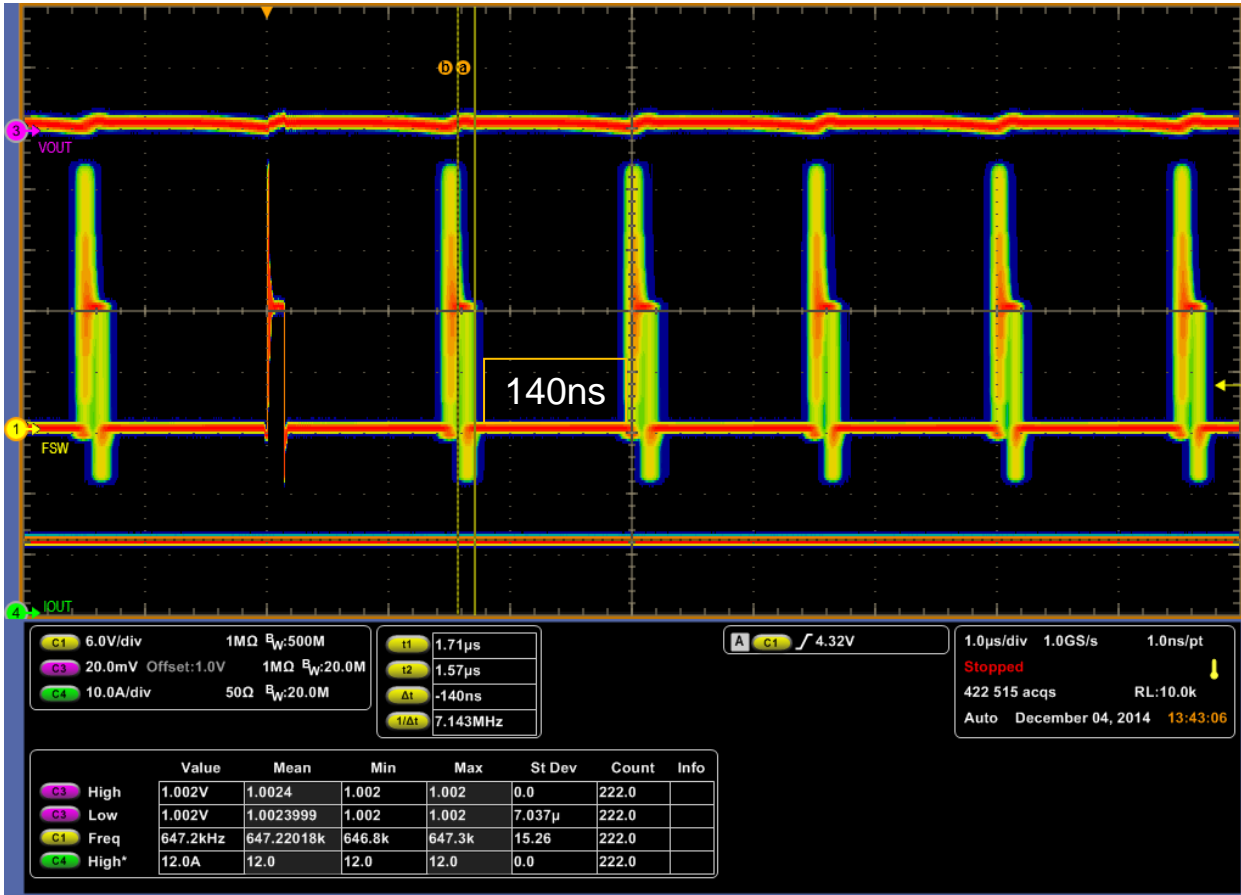 b a
3
VOUT
140ns
1
FSW
4
IOUT
C1 6.0V/div 1MΩ BW:500M
C3 20.0mV Offset:1.0V 1MΩ BW:20.0M
C4 10.0A/div 50Ω BW:20.0M
t1 1.71µs
t2 1.57µs
Δt -140ns
1/Δt 7.143MHz
A C1 4.32V
1.0µs/div 1.0GS/s 1.0ns/pt
Stopped
422 515 acqs RL:10.0k
Auto December 04, 2014 13:43:06
Value Mean Min Max St Dev Count Info
C3 High 1.002V 1.0024 1.002 1.002 0.0 222.0
C3 Low 1.002V 1.0023999 1.002 1.002 7.037µ 222.0
C1 Freq 647.2kHz 647.22018k 646.8k 647.3k 15.26 222.0
C4 High* 12.0A 12.0 12.0 12.0 0.0 222.0